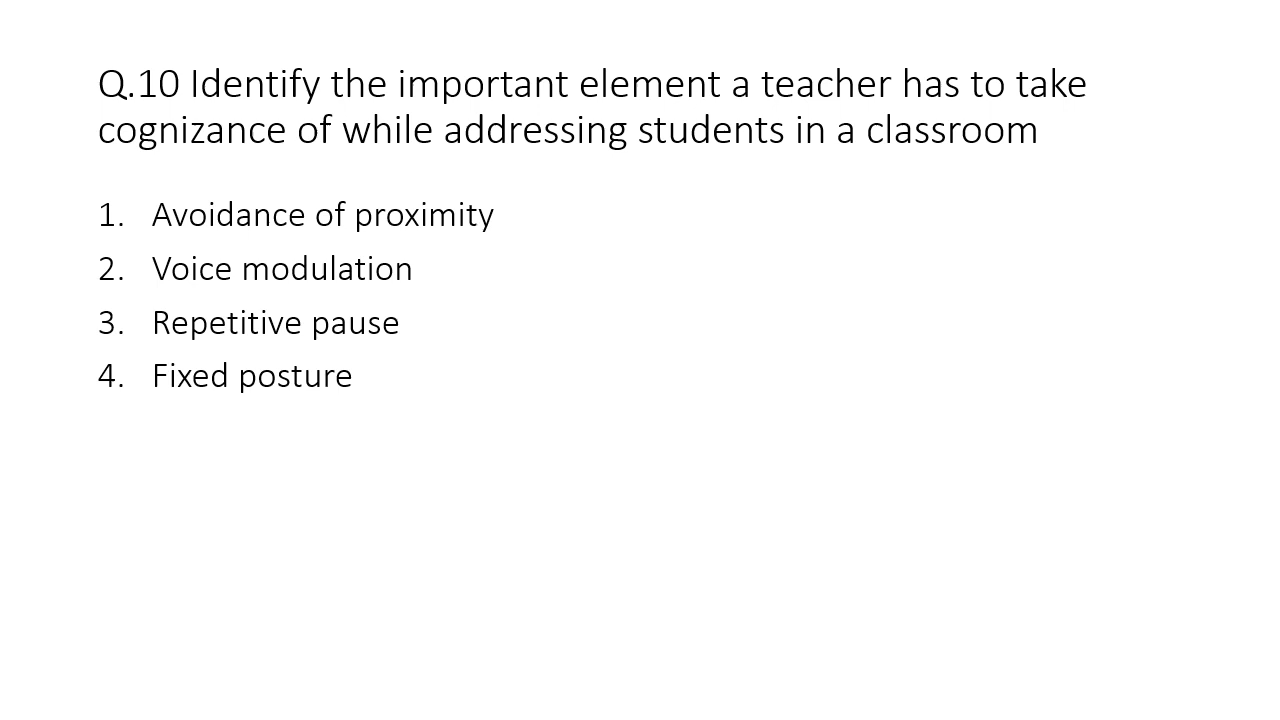 Q.10 Identify the important element a teacher has to take
cognizance of while addressing students in a classroom
1. Avoidance of proximity
2. Voice modulation
3. Repetitive pause
4. Fixed posture